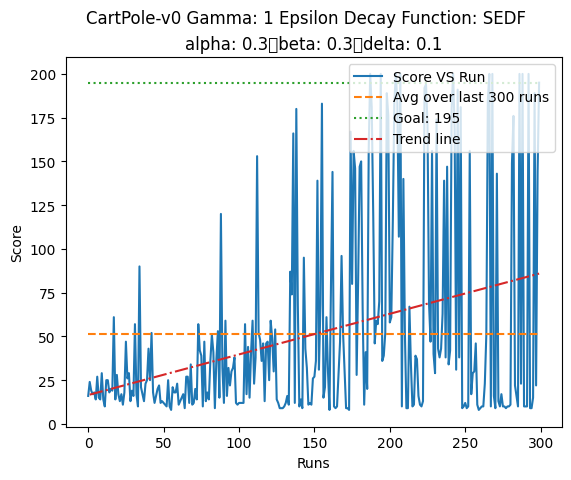 CartPole-v0 Gamma: 1 Epsilon Decay Function: SEDF
alpha: 0.3▯beta: 0.3▯delta: 0.1
Score VS Run
Avg over last 300 runs
Goal: 195
Trend line
200
175
150
125
100
75
50
25
0
Score
0
50
100
150
200
250
300
Runs